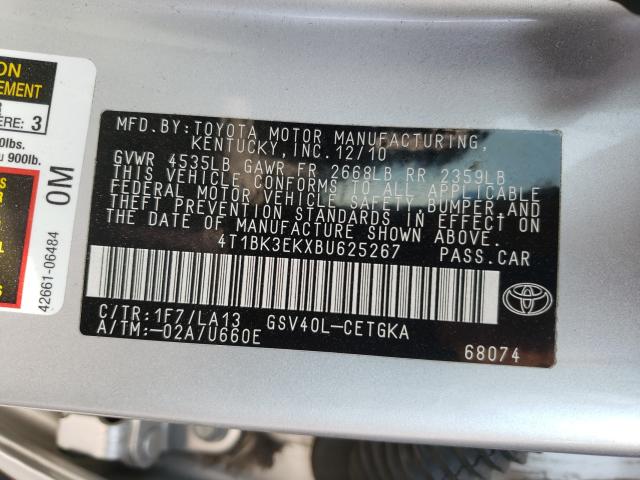 ON
EMENT
ERE: 3
0lbs.
900lb.
0M
42661-06484
MFD. BY: TOYOTA MOTOR MANUFACTURING,
KENTUCKY, INC. 12/10
GVWR 4535LB GAWR FR 2668LB RR 2359LB
THIS VEHICLE CONFORMS TO ALL APPLICABLE
FEDERAL MOTOR VEHICLE SAFETY, BUMPER, AND
THEFT PREVENTION STANDARDS IN EFFECT ON
THE DATE OF MANUFACTURE SHOWN ABOVE.
4T1BK3EKXBU625267 PASS.CAR
C/TR: 1F7/LA13 GSV40L-CETGKA
A/TM: -02A/U660E
68074